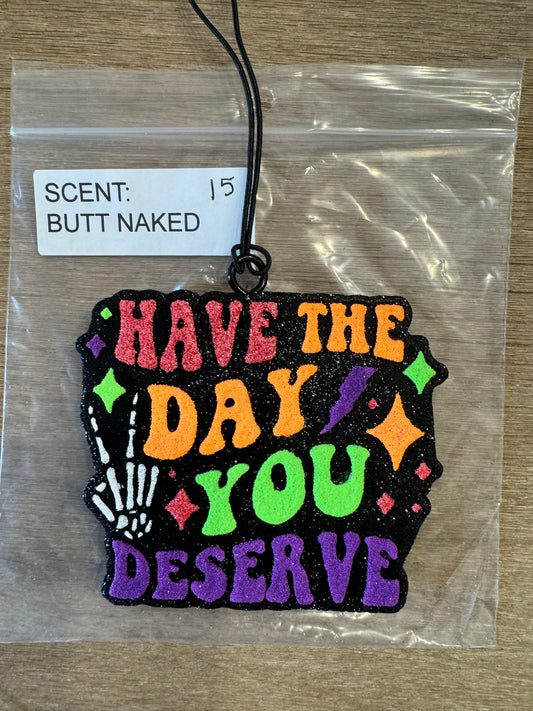 SCENT: 15
BUTT NAKED
HAVE THE
DAY
YOU
DESERVE